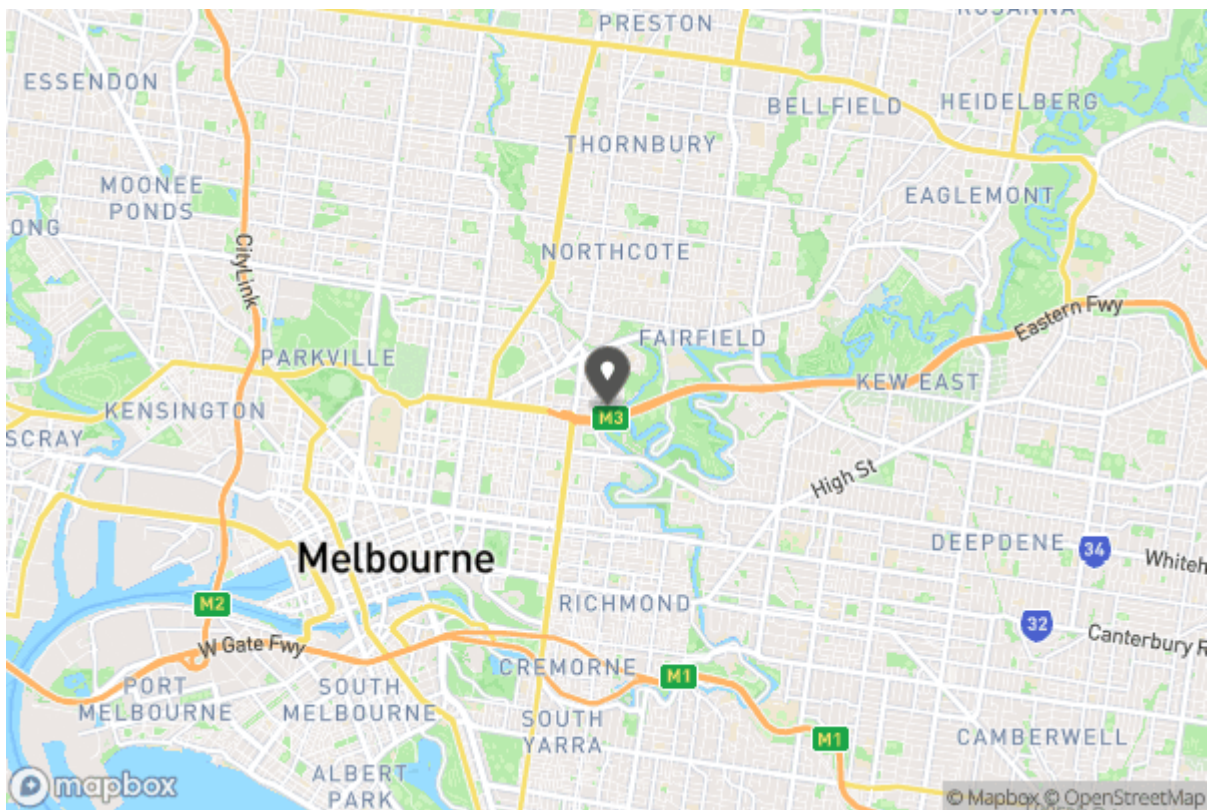 ROSANNA
PRESTON
ESSENDON
BELLFIELD
HEIDELBERG
THORNBURY
MOONEE
PONDS
EAGLEMONT
ONG
NORTHCOTE
CityLink
Eastern Fwy
FAIRFIELD
PARKVILLE
KEW EAST
KENSINGTON
M3
SCRAY
High St
Melbourne
DEEPDENE
34
Whiteh
M2
RICHMOND
32
Canterbury R
W Gate Fwy
CREMORNE
M1
PORT
MELBOURNE
SOUTH
MELBOURNE
SOUTH
YARRA
M1
CAMBERWELL
ALBERT
PARK
mapbox
© Mapbox © OpenStreetMap